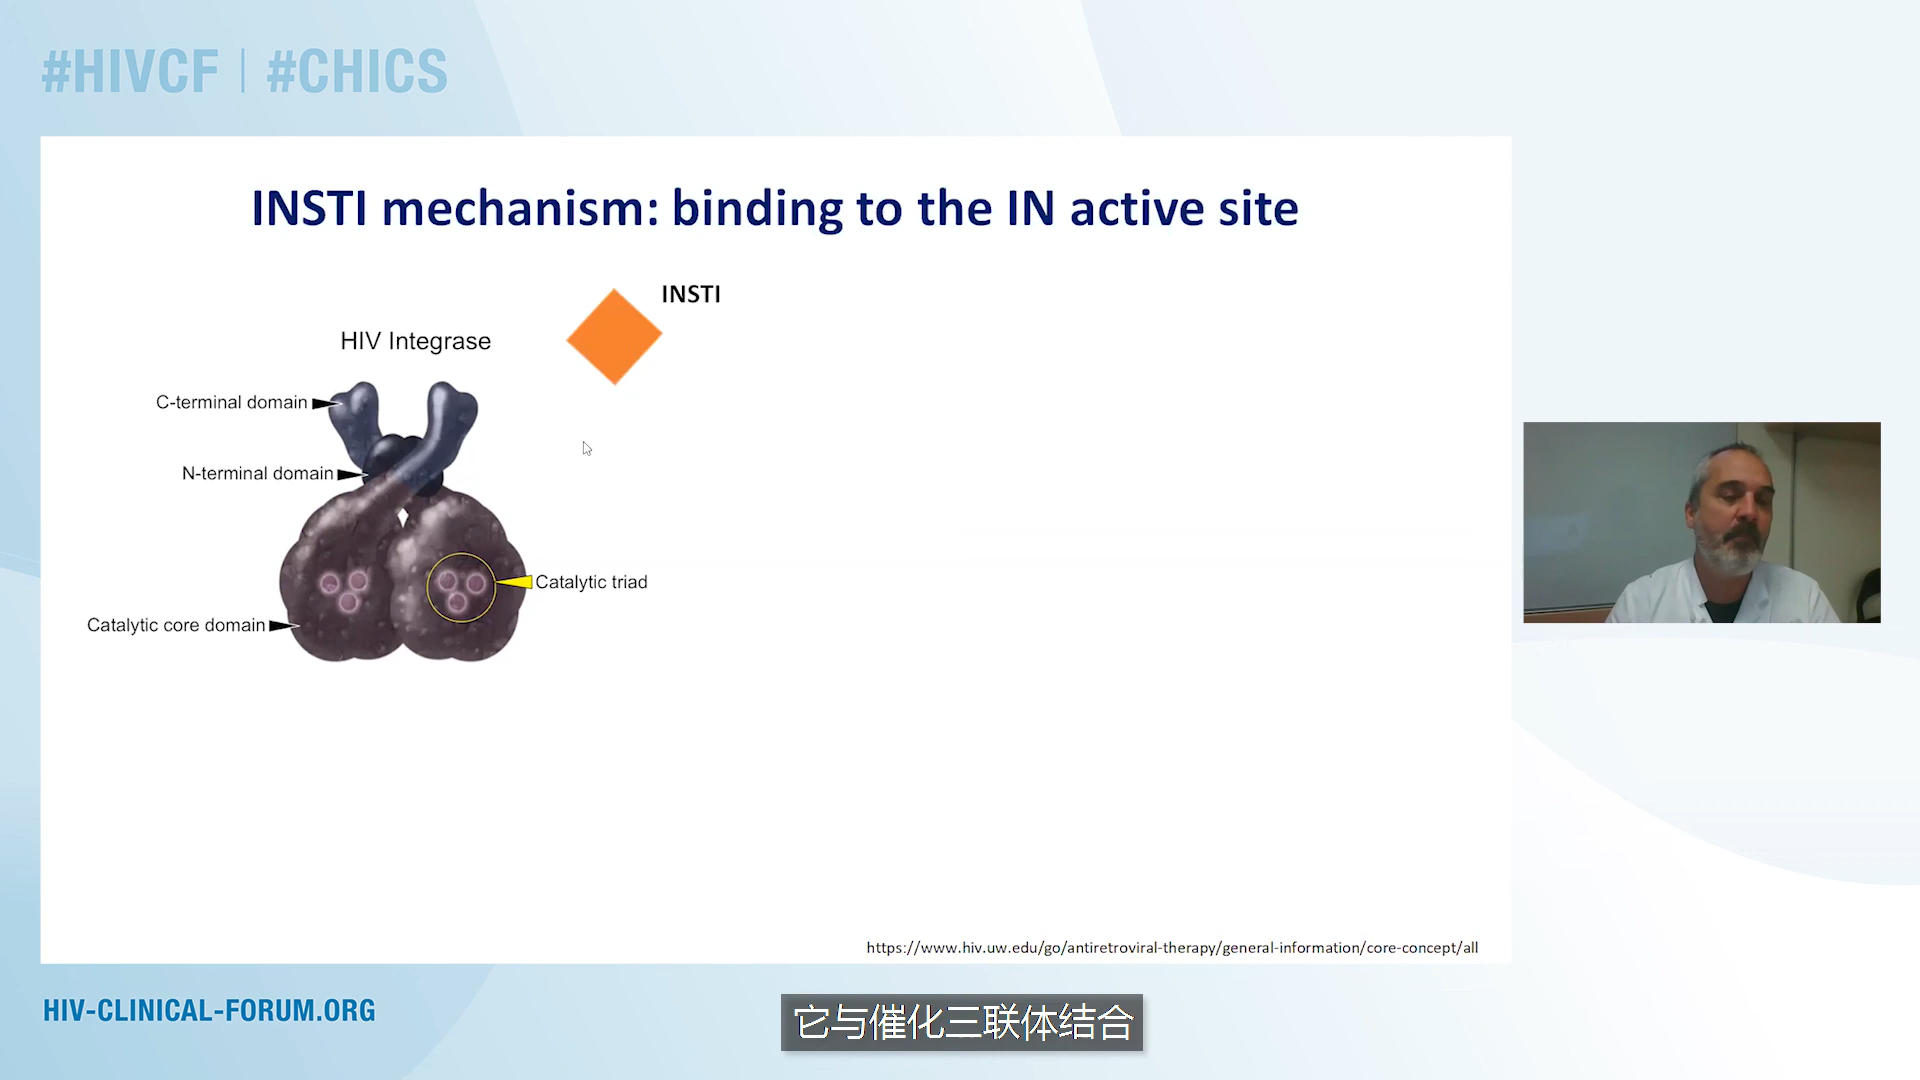 #HIVCF | #CHICS
INSTI mechanism: binding to the IN active site
INSTI
HIV Integrase
C-terminal domain
N-terminal domain
Catalytic triad
Catalytic core domain
https://www.hiv.uw.edu/go/antiretroviral-therapy/general-information/core-concept/all
HIV-CLINICAL-FORUM.ORG
它与催化三联体结合